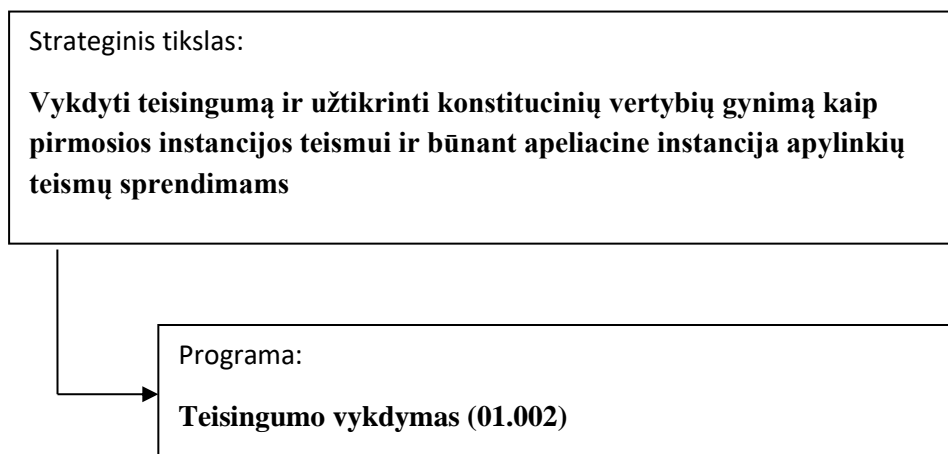 Strateginis tikslas:
Vykdyti teisingumą ir užtikrinti konstitucinių vertybių gynimą kaip
pirmosios instancijos teismui ir būnant apeliacine instancija apylinkių
teismų sprendimams
Programa:
Teisingumo vykdymas (01.002)